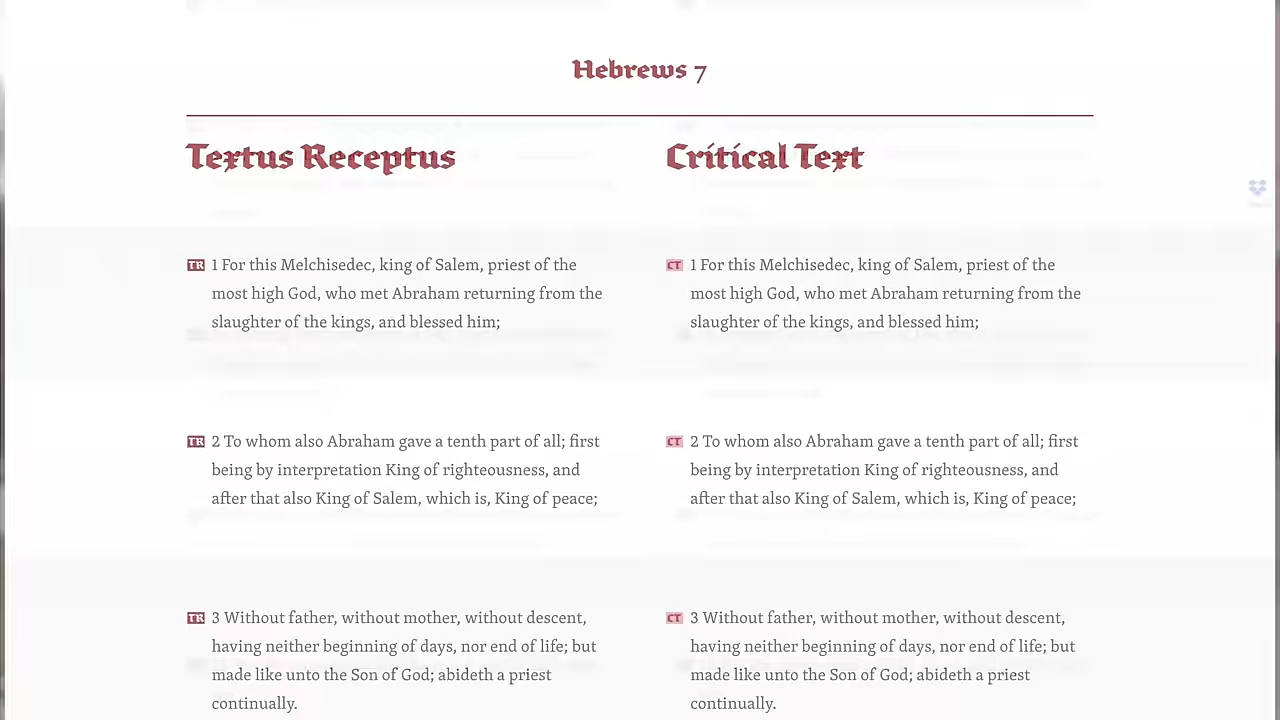 Hebrews 7
Textus Receptus
Critical Text
TR 1 For this Melchisedec, king of Salem, priest of the
most high God, who met Abraham returning from the
slaughter of the kings, and blessed him;
CT 1 For this Melchisedec, king of Salem, priest of the
most high God, who met Abraham returning from the
slaughter of the kings, and blessed him;
TR 2 To whom also Abraham gave a tenth part of all; first
being by interpretation King of righteousness, and
after that also King of Salem, which is, King of peace;
CT 2 To whom also Abraham gave a tenth part of all; first
being by interpretation King of righteousness, and
after that also King of Salem, which is, King of peace;
TR 3 Without father, without mother, without descent,
having neither beginning of days, nor end of life; but
made like unto the Son of God; abideth a priest
continually.
CT 3 Without father, without mother, without descent,
having neither beginning of days, nor end of life; but
made like unto the Son of God; abideth a priest
continually.